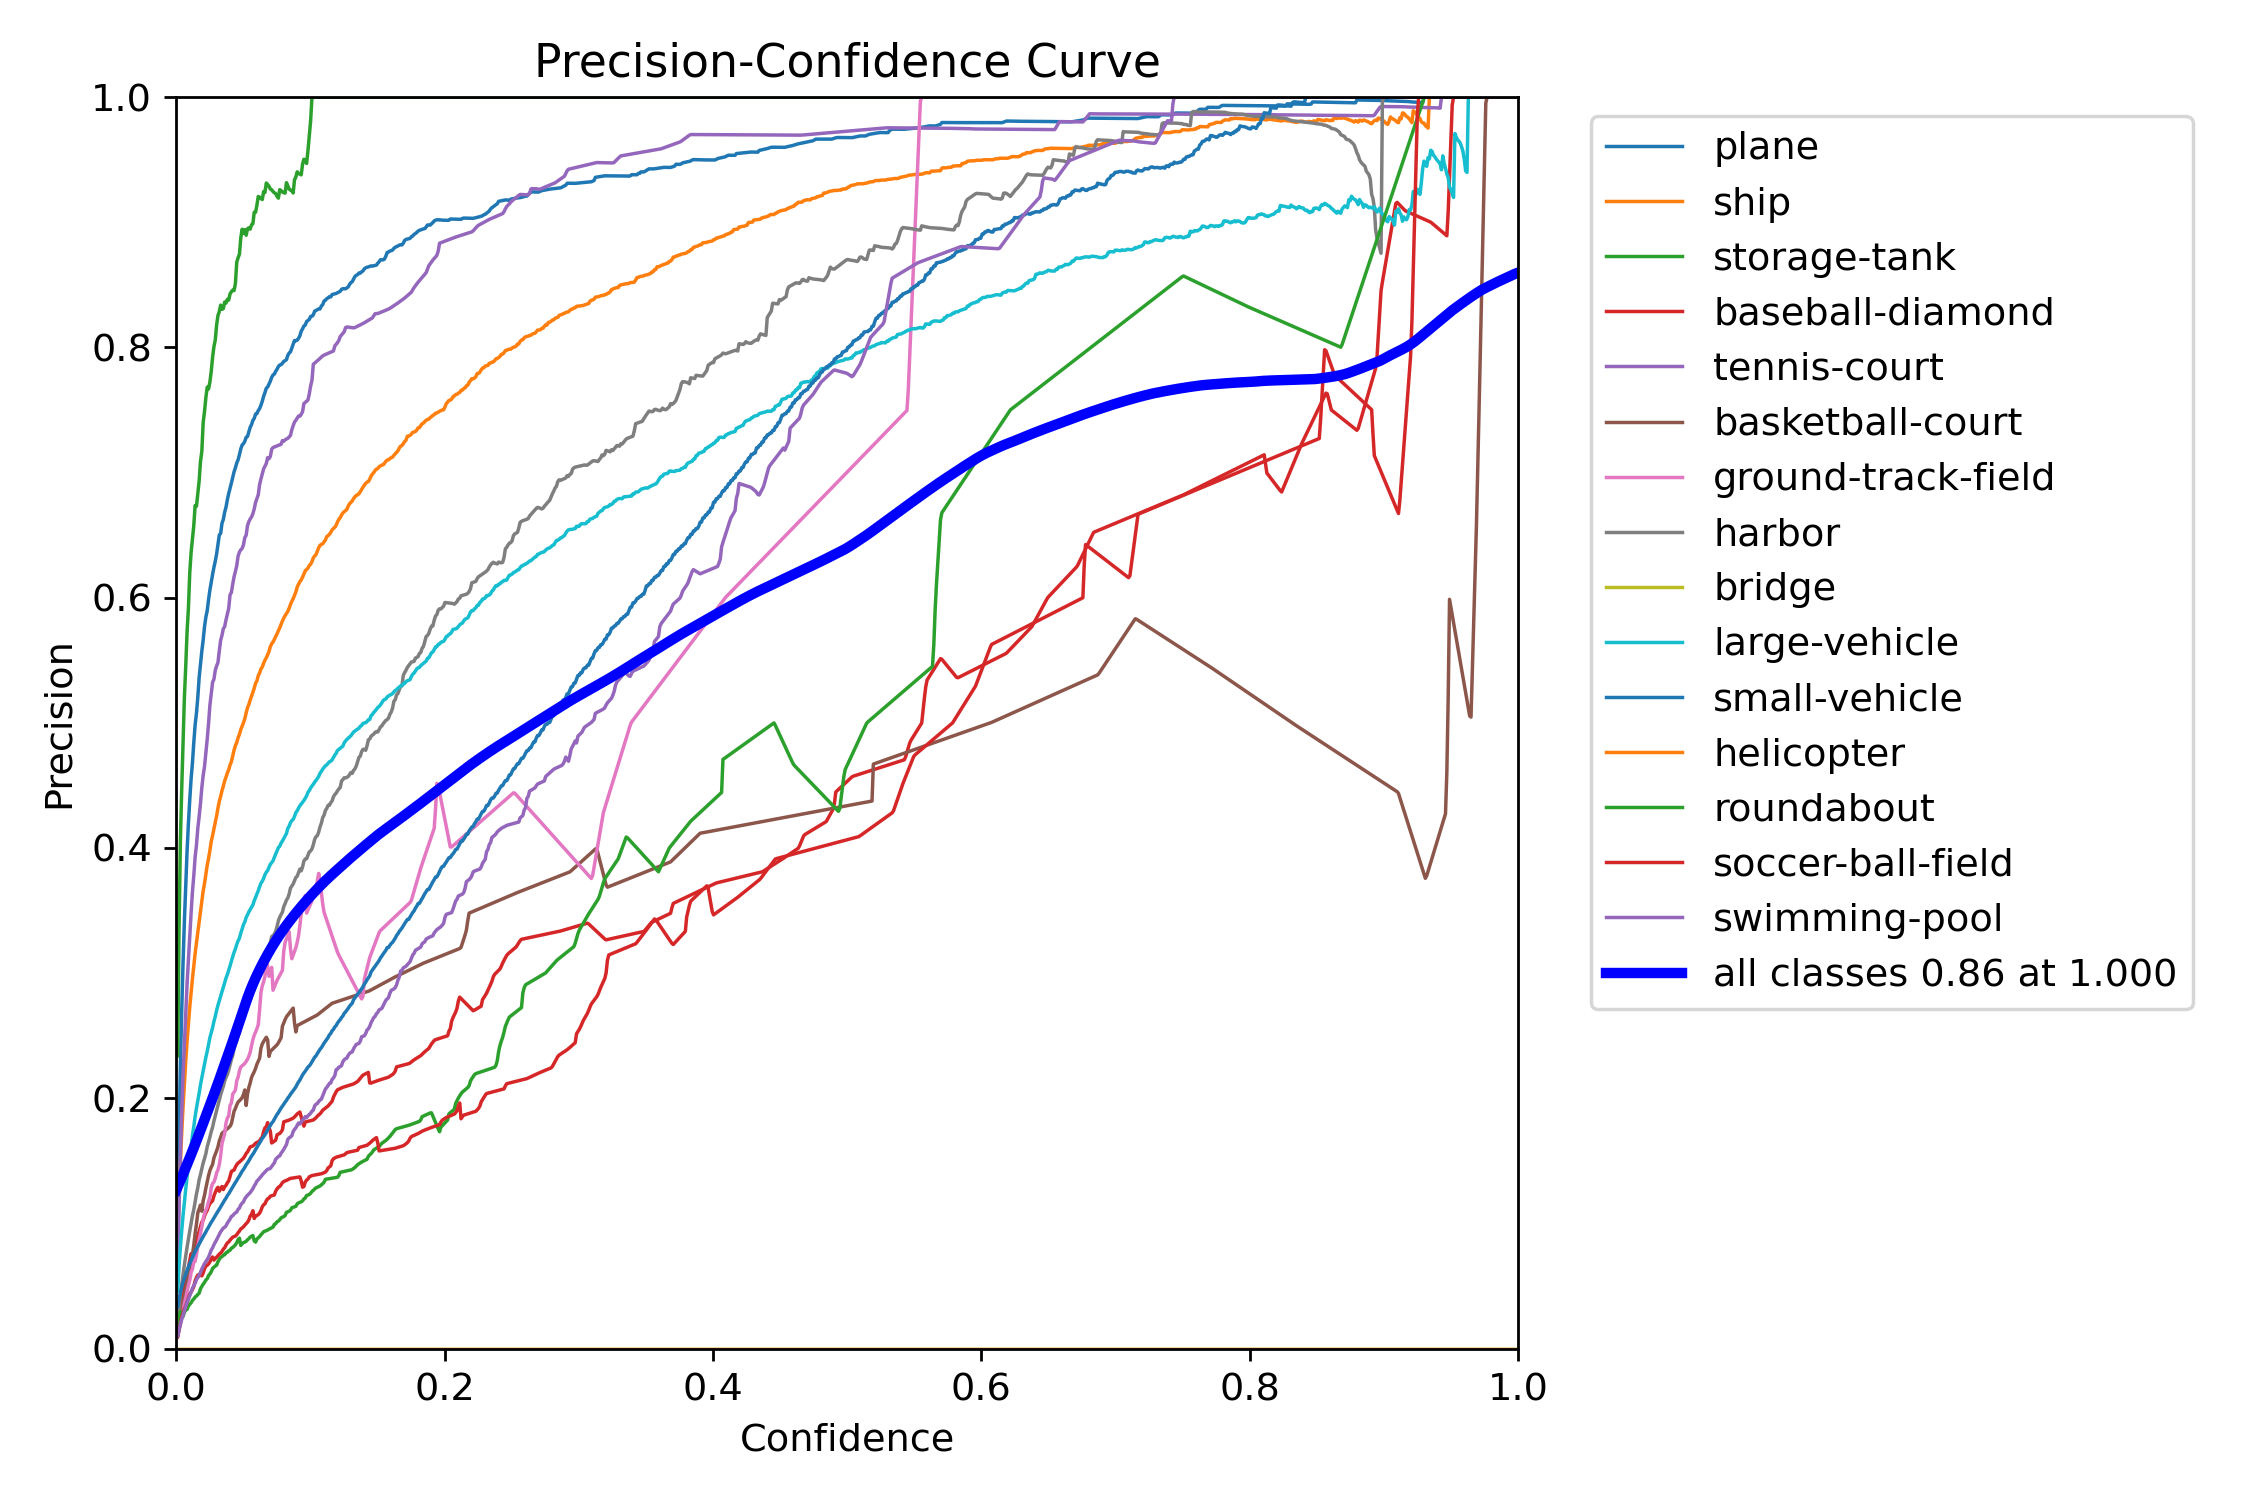 Precision-Confidence Curve
1.0
0.8
0.6
0.4
0.2
0.0
Precision
0.0 0.2 0.4 0.6 0.8 1.0
Confidence
plane
ship
storage-tank
baseball-diamond
tennis-court
basketball-court
ground-track-field
harbor
bridge
large-vehicle
small-vehicle
helicopter
roundabout
soccer-ball-field
swimming-pool
all classes 0.86 at 1.000